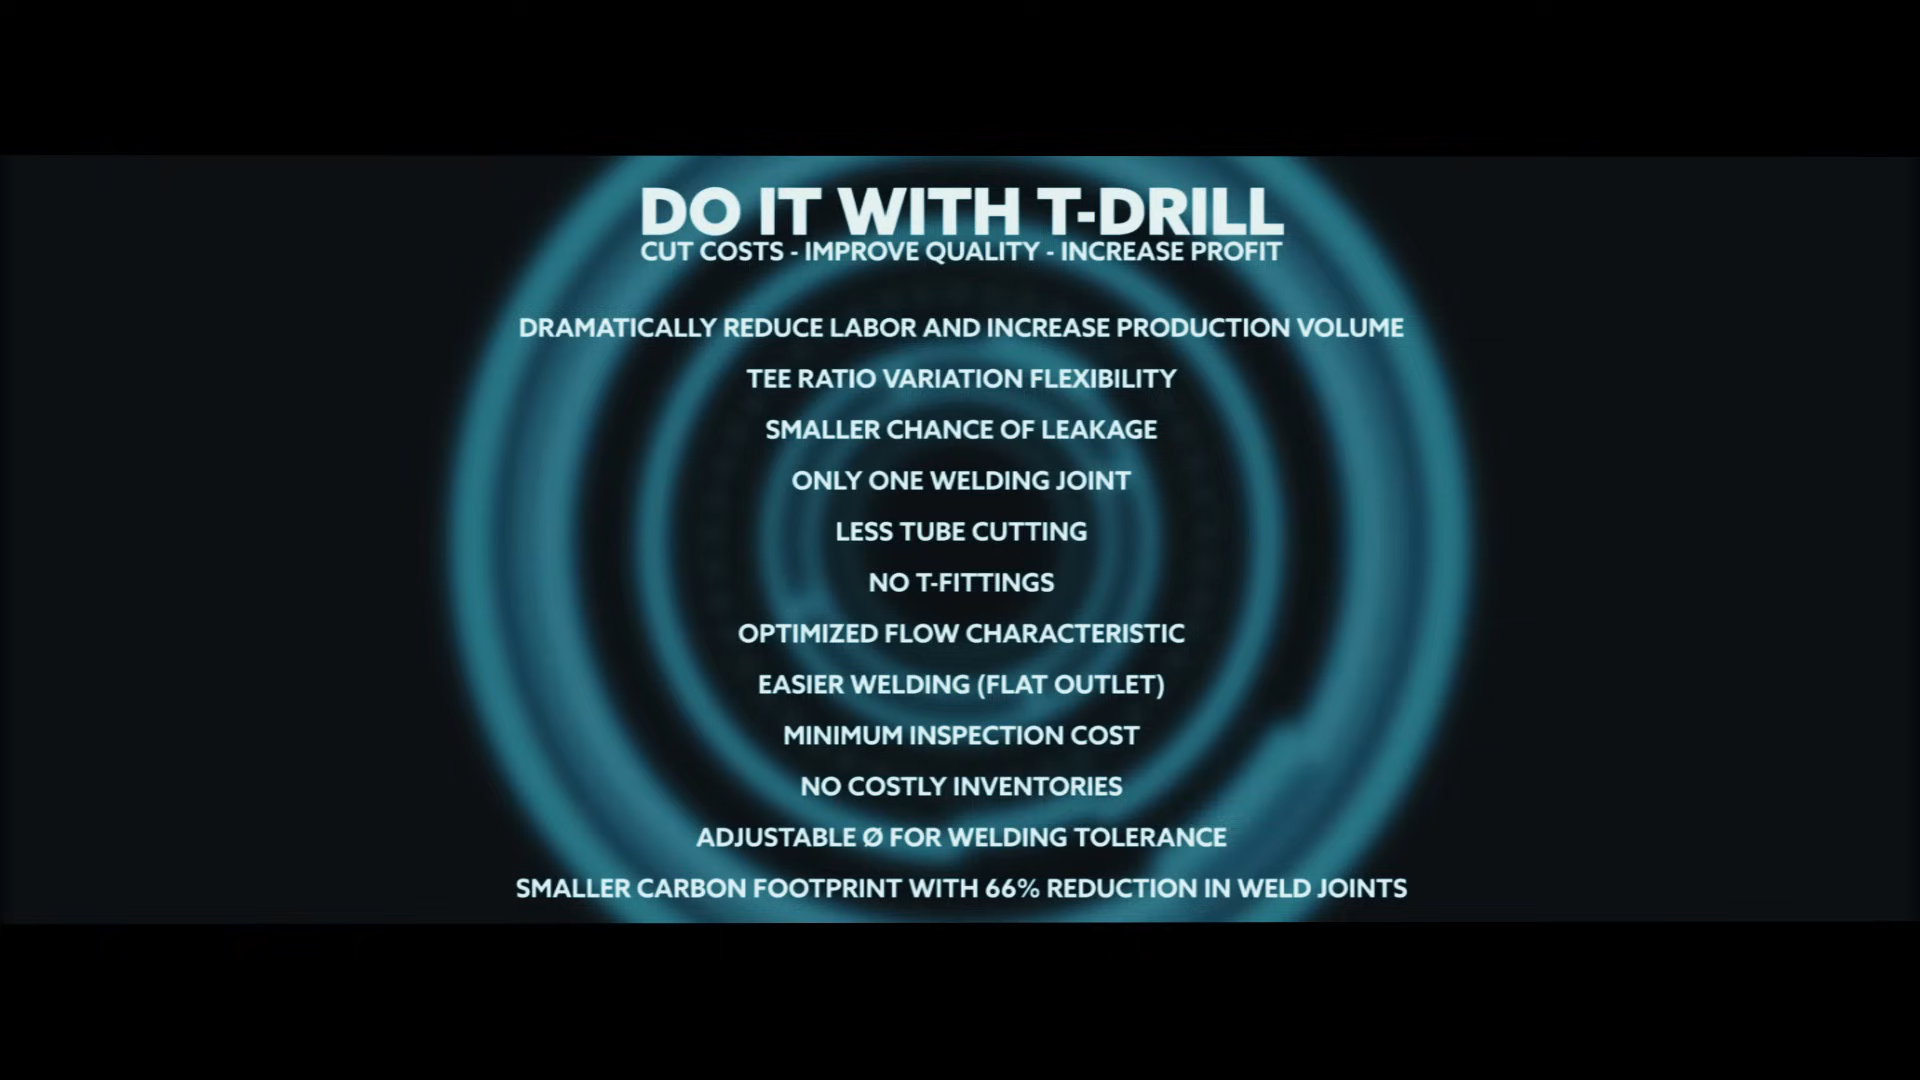 DO IT WITH T-DRILL
CUT COSTS - IMPROVE QUALITY - INCREASE PROFIT
DRAMATICALLY REDUCE LABOR AND INCREASE PRODUCTION VOLUME
TEE RATIO VARIATION FLEXIBILITY
SMALLER CHANCE OF LEAKAGE
ONLY ONE WELDING JOINT
LESS TUBE CUTTING
NO T-FITTINGS
OPTIMIZED FLOW CHARACTERISTIC
EASIER WELDING (FLAT OUTLET)
MINIMUM INSPECTION COST
NO COSTLY INVENTORIES
ADJUSTABLE Ø FOR WELDING TOLERANCE
SMALLER CARBON FOOTPRINT WITH 66% REDUCTION IN WELD JOINTS